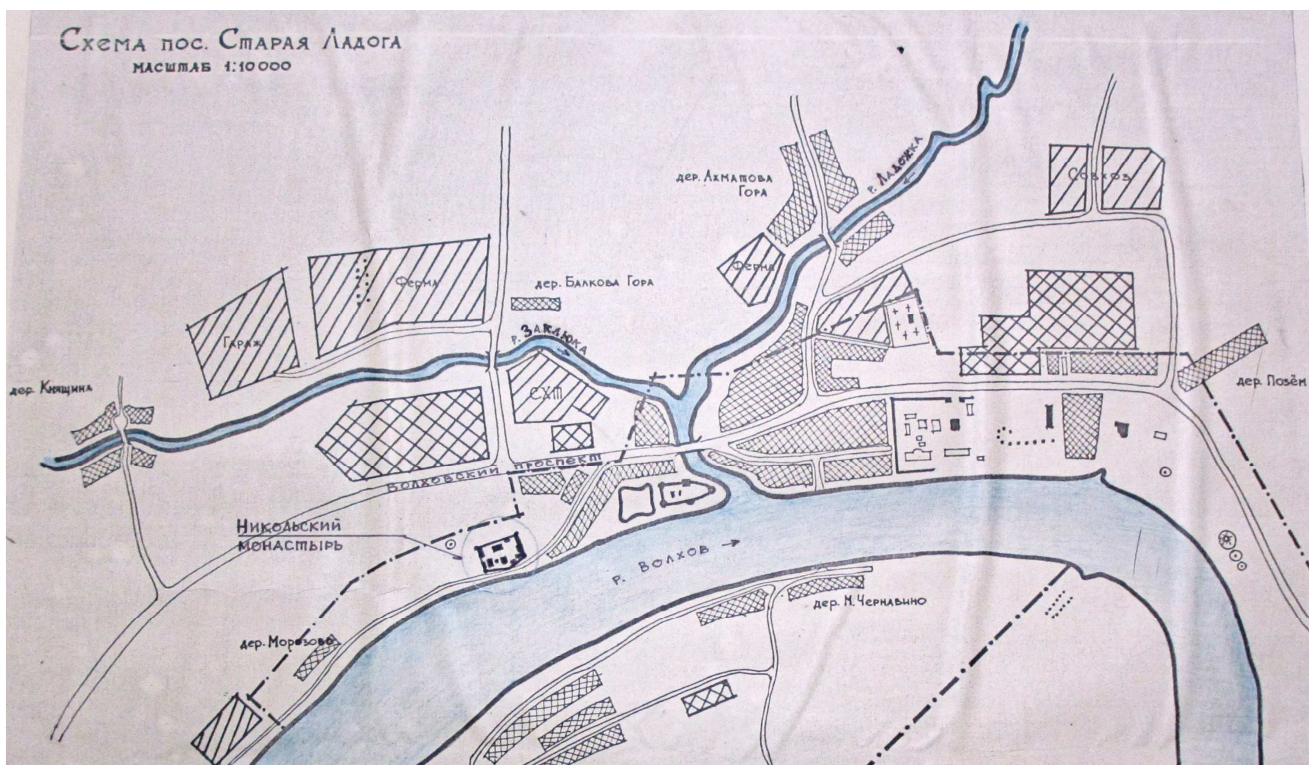 Схема пос. Старая Ладога
масштаб 1:10000
дер. Ахматова
Гора
р. Ладожка
Совхоз
Ферма
Ферма
дер. Балкова Гора
Гараж
р. Заклюка
дер. Княщина
СХТ
дер. Позём
Волховский проспект
Никольский
монастырь
р. Волхов
дер. М. Чернавино
дер. Морозово